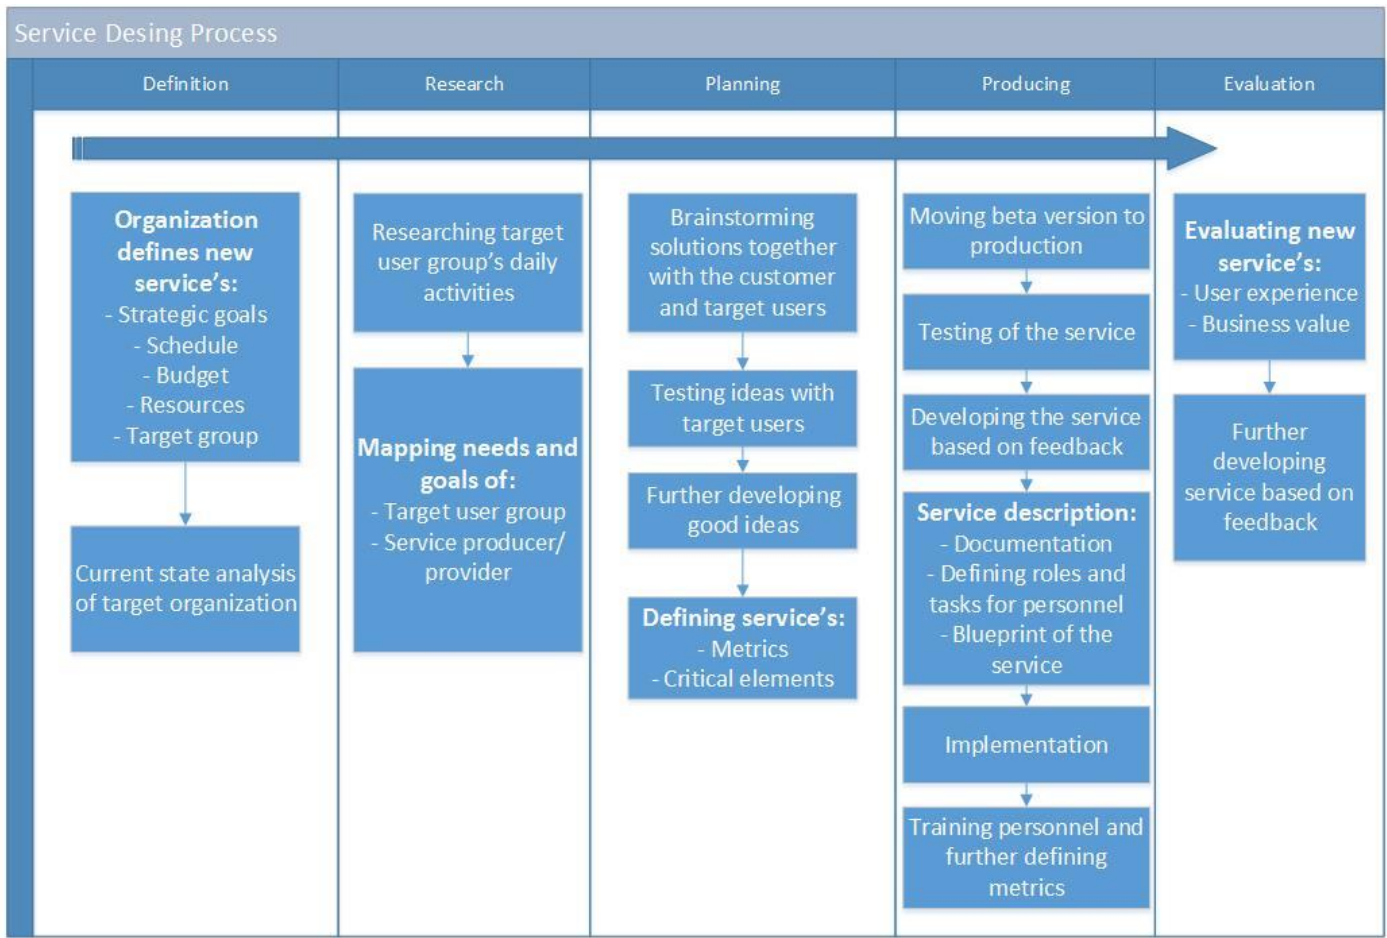 Service Desing Process
Definition
Research
Planning
Producing
Evaluation
Organization
defines new
service's:
- Strategic goals
- Schedule
- Budget
- Resources
- Target group
Current state analysis
of target organization
Researching target
user group's daily
activities
Mapping needs and
goals of:
- Target user group
- Service producer/
provider
Brainstorming
solutions together
with the customer
and target users
Testing ideas with
target users
Further developing
good ideas
Defining service's:
- Metrics
- Critical elements
Moving beta version to
production
Testing of the service
Developing the service
based on feedback
Service description:
- Documentation
- Defining roles and
tasks for personnel
- Blueprint of the
service
Implementation
Training personnel and
further defining
metrics
Evaluating new
service's:
- User experience
- Business value
Further
developing
service based on
feedback